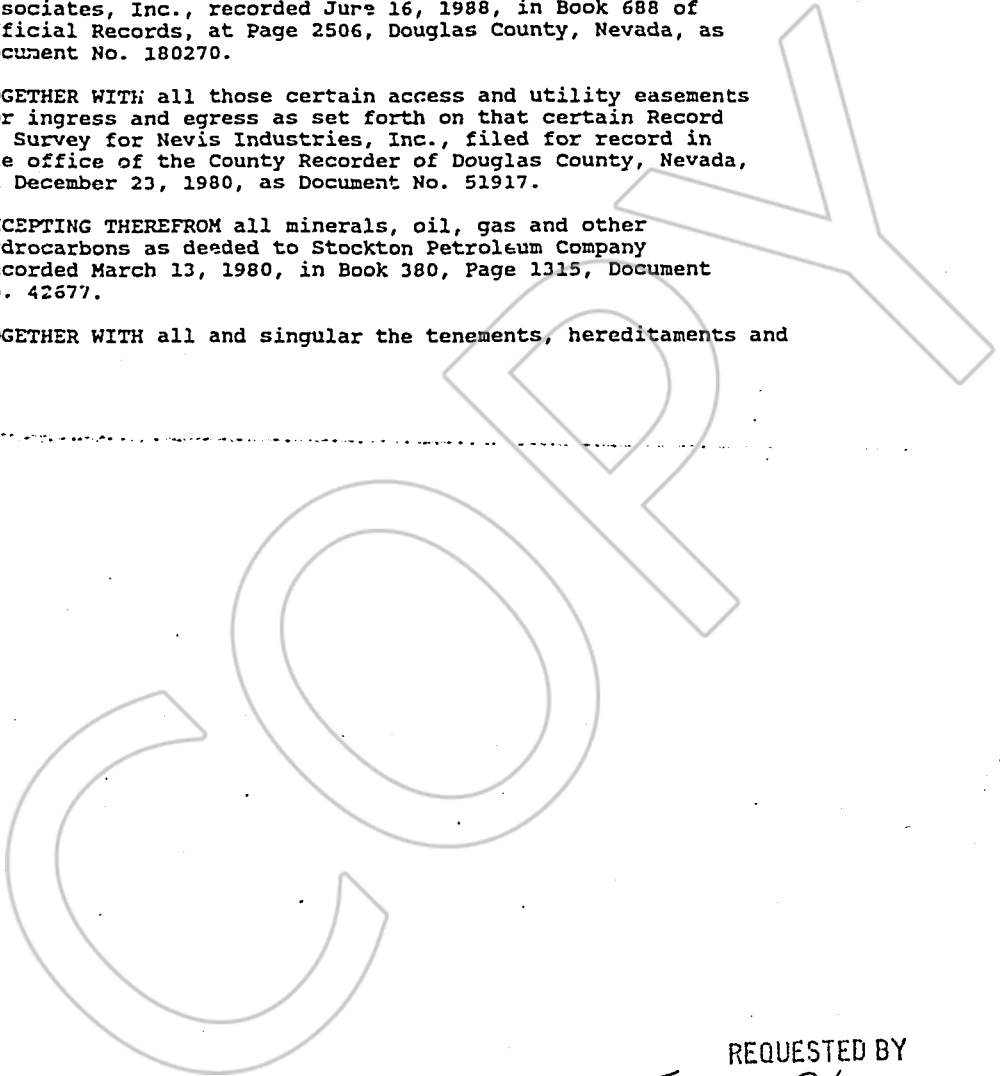 sociates, Inc., recorded June 16, 1988, in Book 688 of
ficial Records, at Page 2506, Douglas County, Nevada, as
cument No. 180270.
GETHER WITH all those certain access and utility easements
r ingress and egress as set forth on that certain Record
Survey for Nevis Industries, Inc., filed for record in
e office of the County Recorder of Douglas County, Nevada,
December 23, 1980, as Document No. 51917.
CEPTING THEREFROM all minerals, oil, gas and other
drocarbons as deeded to Stockton Petroleum Company
corded March 13, 1980, in Book 380, Page 1315, Document
. 42677.
GETHER WITH all and singular the tenements, hereditaments and
COPY
REQUESTED BY